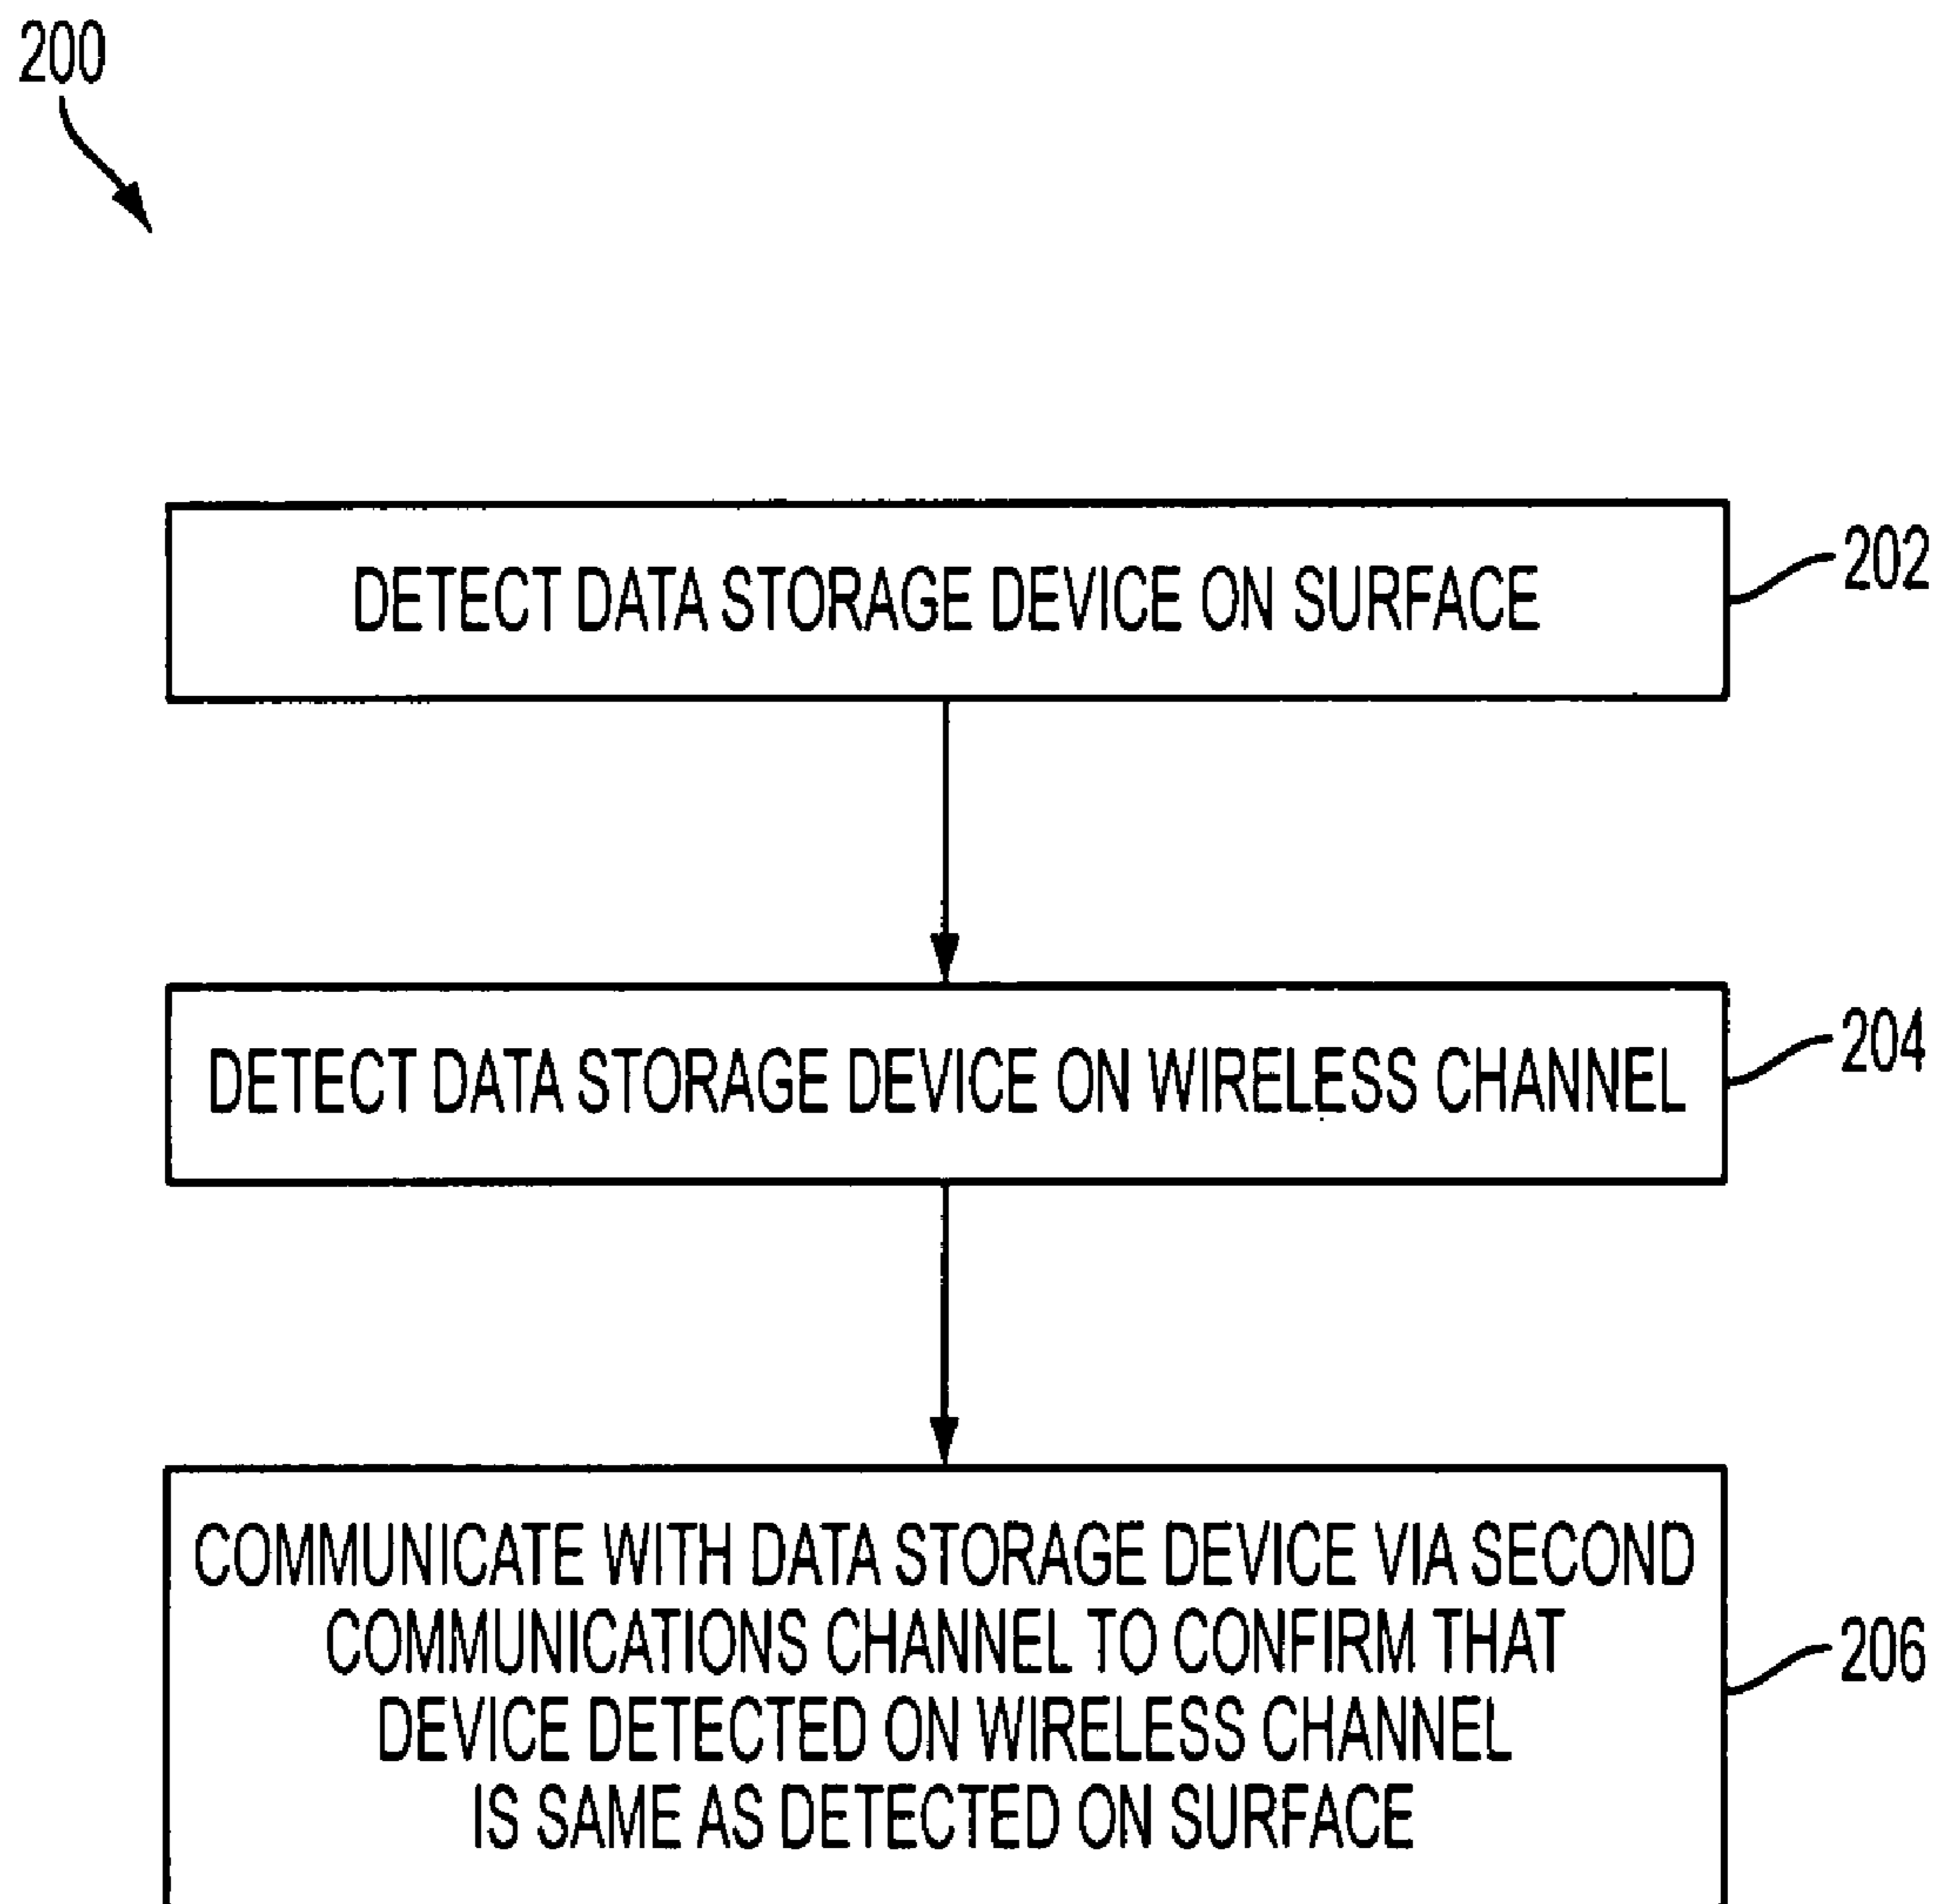 200
DETECT DATA STORAGE DEVICE ON SURFACE
202
DETECT DATA STORAGE DEVICE ON WIRELESS CHANNEL
204
COMMUNICATE WITH DATA STORAGE DEVICE VIA SECOND
COMMUNICATIONS CHANNEL TO CONFIRM THAT
DEVICE DETECTED ON WIRELESS CHANNEL
IS SAME AS DETECTED ON SURFACE
206